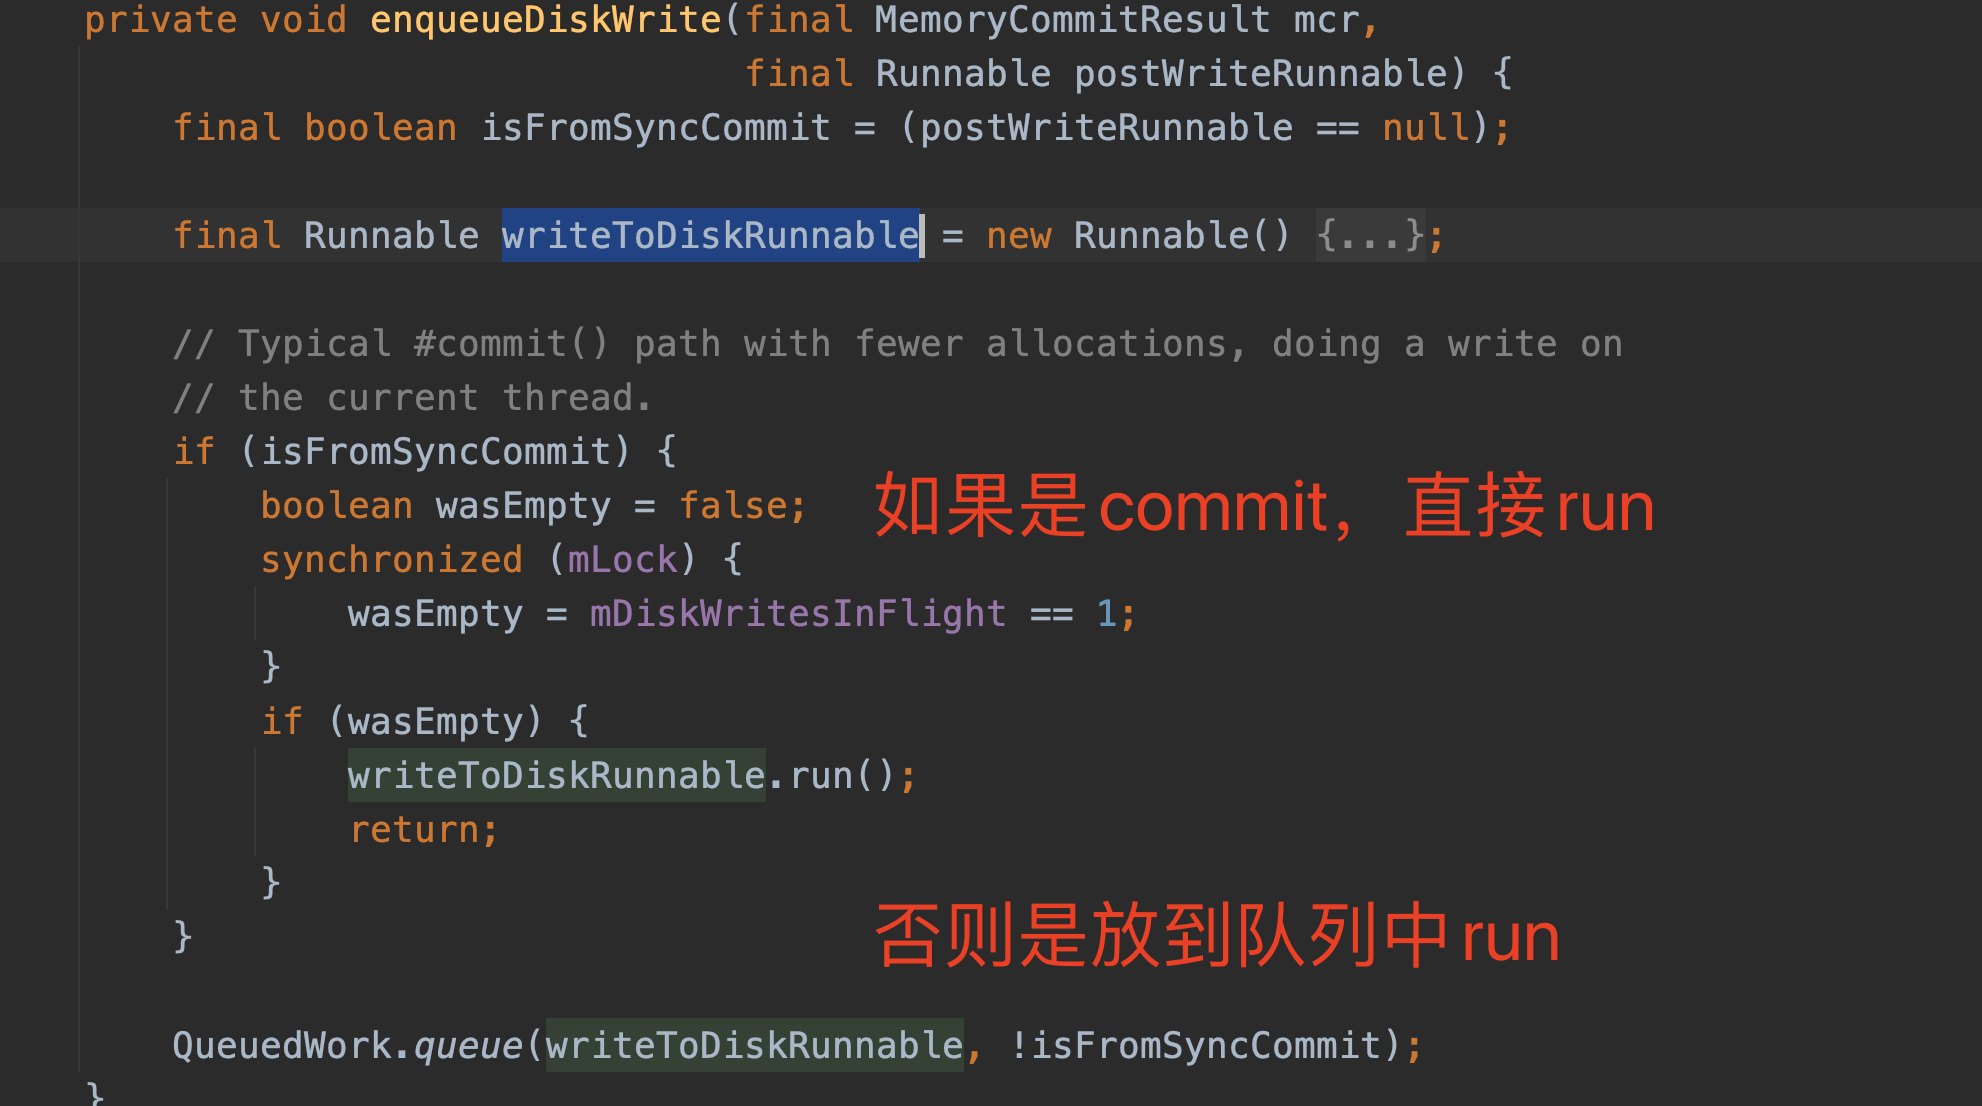 private void enqueueDiskWrite(final MemoryCommitResult mcr,
final Runnable postWriteRunnable) {
final boolean isFromSyncCommit = (postWriteRunnable == null);
final Runnable writeToDiskRunnable = new Runnable() {...};
// Typical #commit() path with fewer allocations, doing a write on
// the current thread.
if (isFromSyncCommit) {
boolean wasEmpty = false;
如果是commit，直接run
synchronized (mLock) {
wasEmpty = mDiskWritesInFlight == 1;
}
if (wasEmpty) {
writeToDiskRunnable.run();
return;
}
}
否则是放到队列中run
QueuedWork.queue(writeToDiskRunnable, !isFromSyncCommit);
}